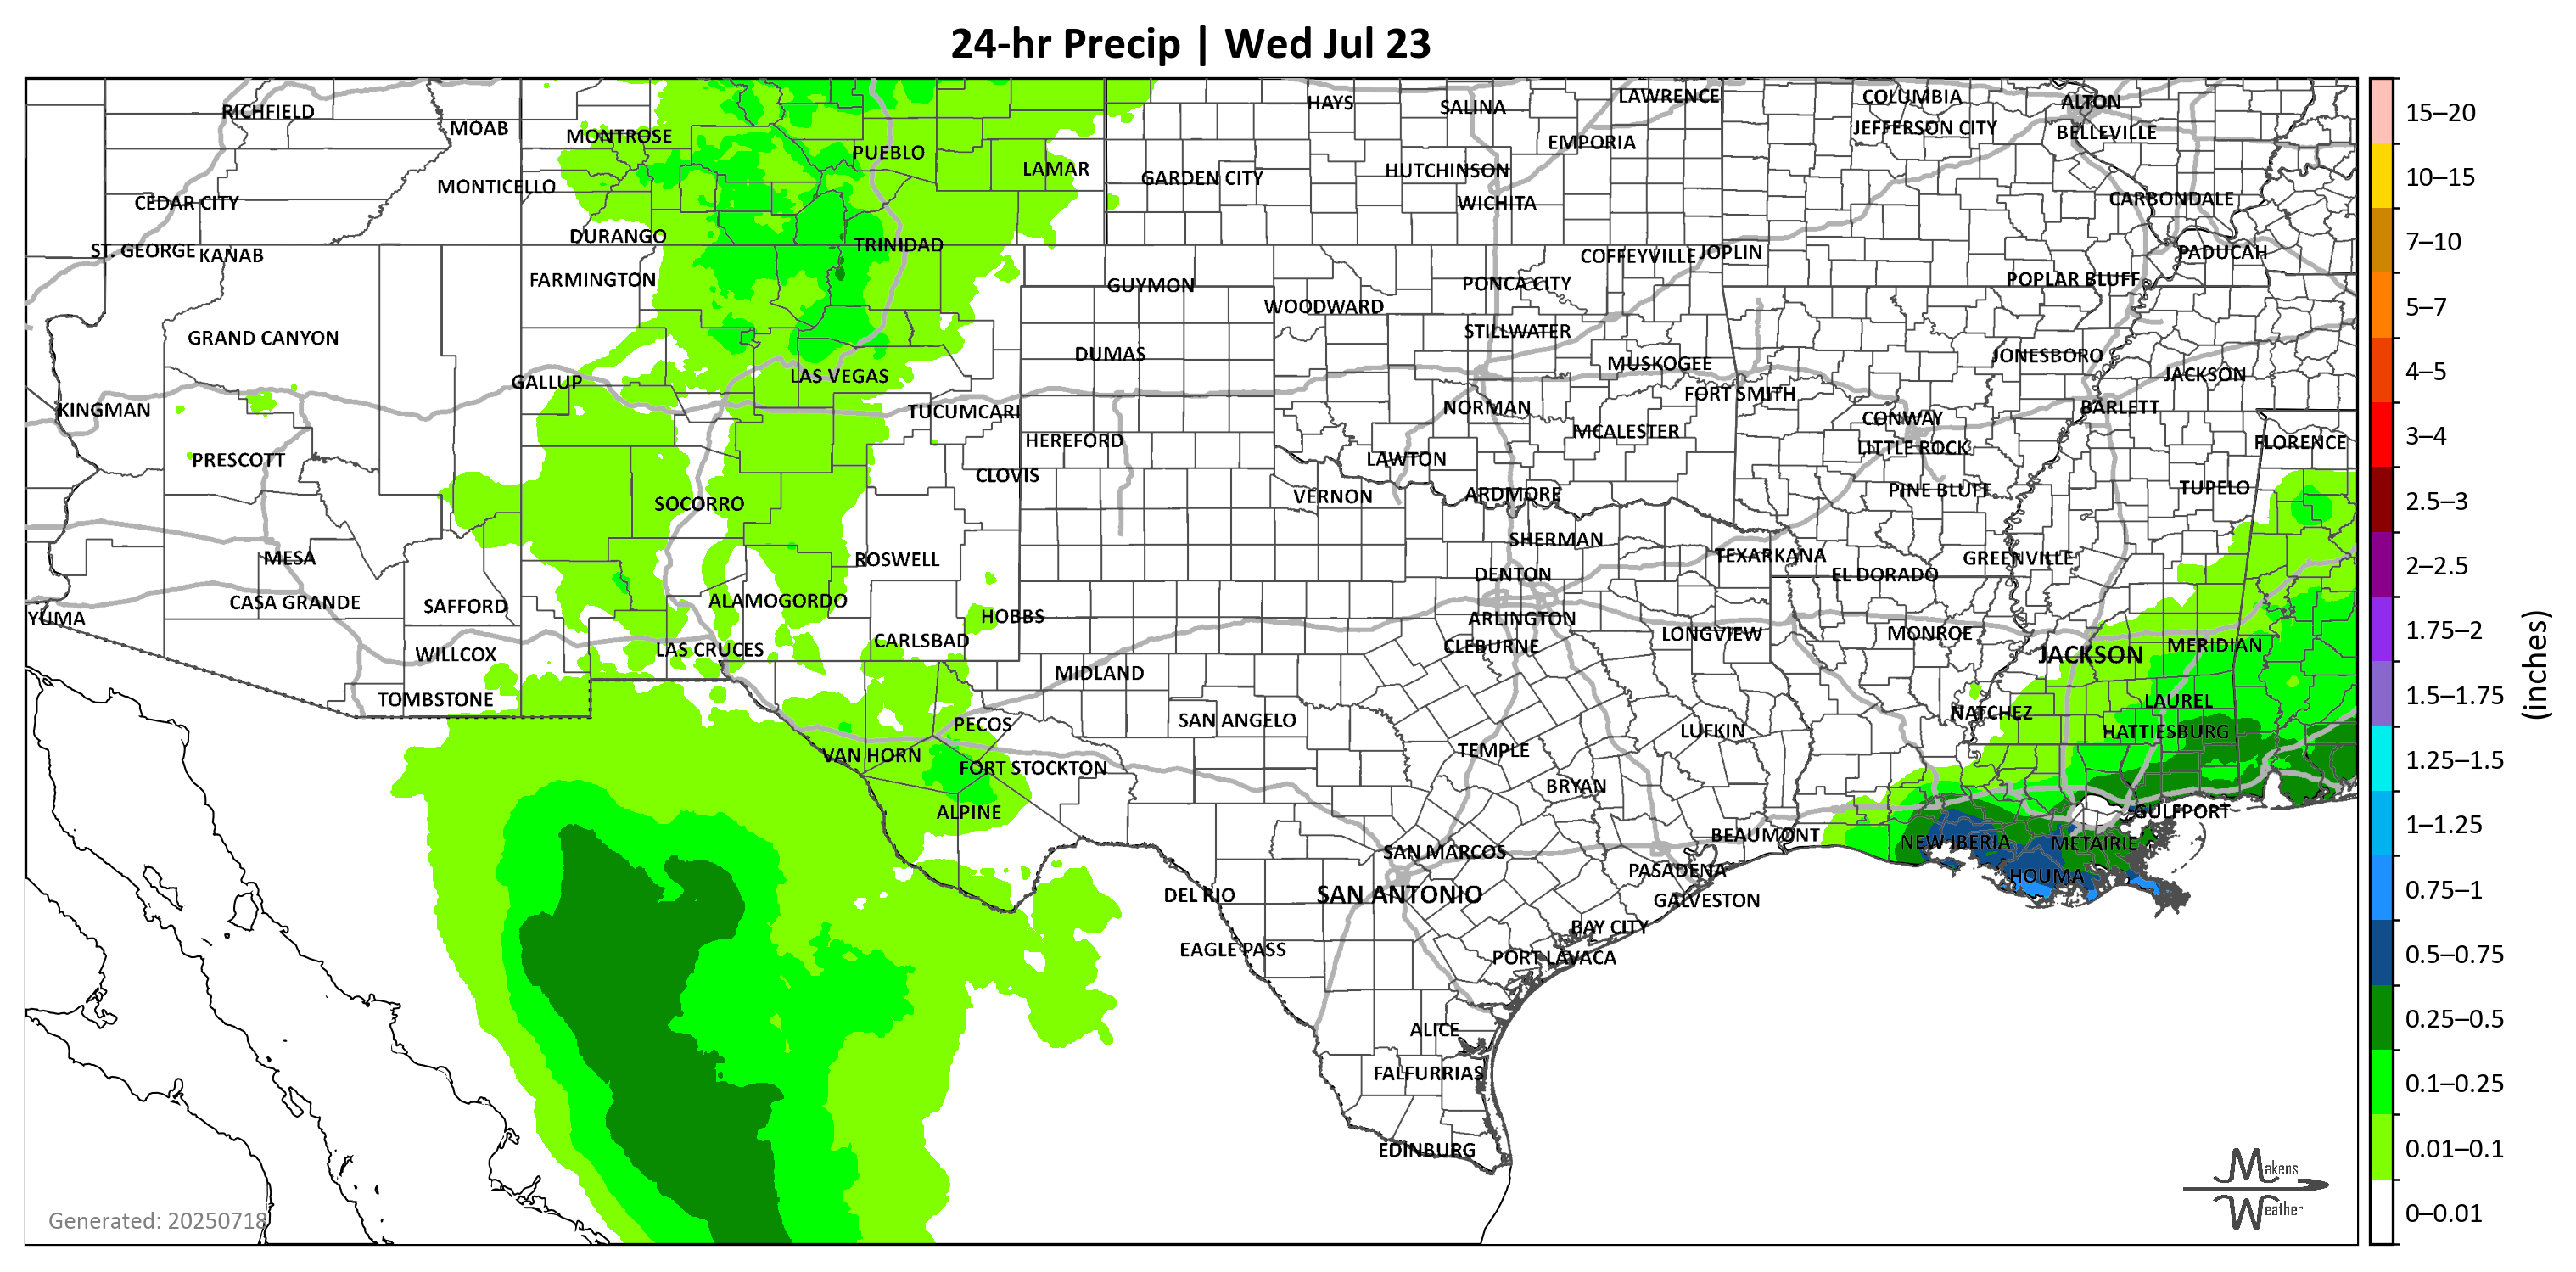 24-hr Precip | Wed Jul 23
RICHFIELD
MOAB
MONTROSE
PUEBLO
LAMAR
HAYS
SALINA
LAWRENCE
COLUMBIA
ALTON
JEFFERSON CITY
BELLEVILLE
EMPORIA
HUTCHINSON
GARDEN CITY
MONTICELLO
CEDAR CITY
WICHITA
CARBONDALE
DURANGO
TRINIDAD
ST. GEORGE
KANAB
COFFEYVILLE
JOPLIN
PADUCAH
FARMINGTON
GUYMON
PONCA CITY
POPLAR BLUFF
WOODWARD
STILLWATER
GRAND CANYON
DUMAS
MUSKOGEE
JONESBORO
GALLUP
LAS VEGAS
FORT SMITH
JACKSON
KINGMAN
TUCUMCARI
NORMAN
CONWAY
BARLETT
HEREFORD
MCALESTER
LITTLE ROCK
FLORENCE
PRESCOTT
CLOVIS
LAWTON
SOCORRO
VERNON
ARDMORE
PINE BLUFF
TUPELO
MESA
ROSWELL
SHERMAN
TEXARKANA
GREENVILLE
DENTON
EL DORADO
YUMA
CASA GRANDE
SAFFORD
ALAMOGORDO
HOBBS
ARLINGTON
CARLSBAD
CLEBURNE
LONGVIEW
MONROE
WILLCOX
LAS CRUCES
JACKSON
MERIDIAN
MIDLAND
TOMBSTONE
PECOS
SAN ANGELO
NATCHEZ
LAUREL
LUFKIN
HATTIESBURG
VAN HORN
FORT STOCKTON
TEMPLE
BRYAN
ALPINE
GULFPORT
BEAUMONT
NEW IBERIA
METAIRIE
SAN MARCOS
PASADENA
HOUMA
DEL RIO
SAN ANTONIO
GALVESTON
BAY CITY
EAGLE PASS
PORT LAVACA
ALICE
FALFURRIAS
EDINBURG
Generated: 20250718
Makens
Weather
15–20
10–15
7–10
5–7
4–5
3–4
2.5–3
2–2.5
1.75–2
1.5–1.75
1.25–1.5
1–1.25
0.75–1
0.5–0.75
0.25–0.5
0.1–0.25
0.01–0.1
0–0.01
(inches)